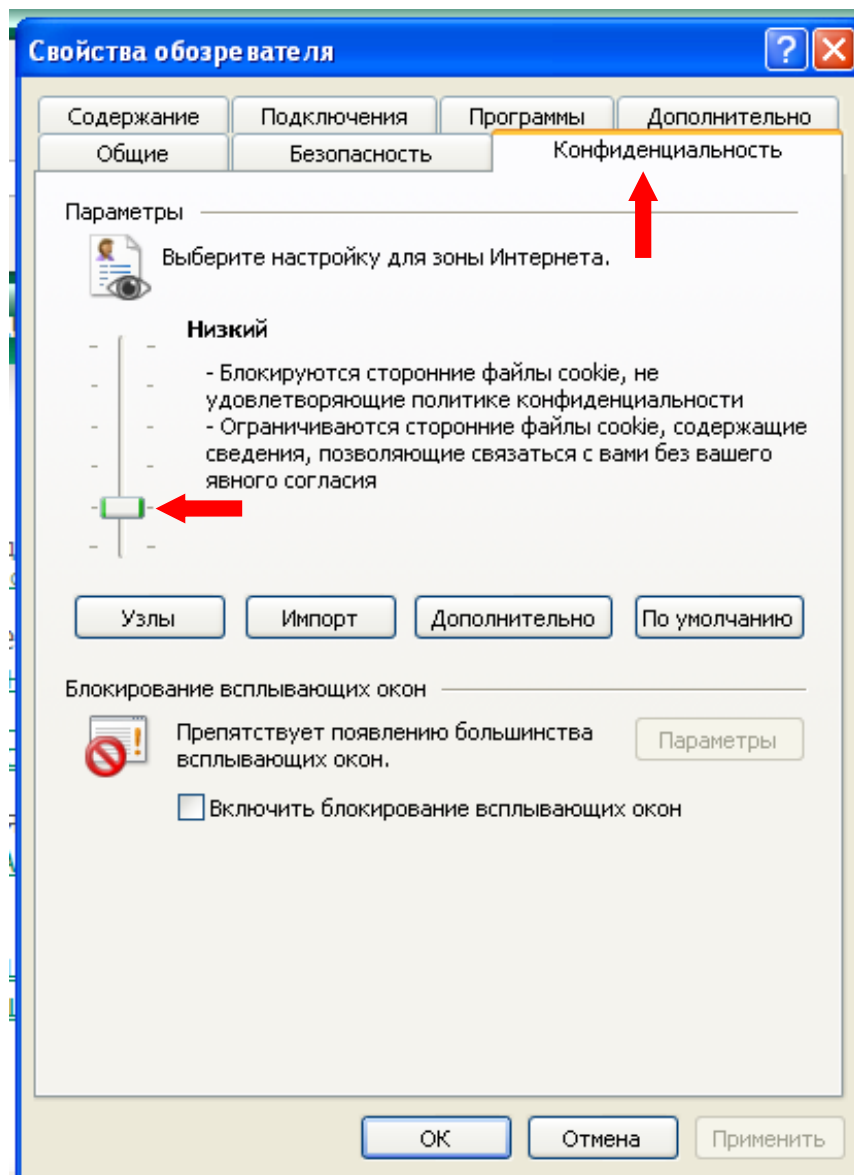 Свойства обозревателя
Содержание Подключения Программы Дополнительно
Общие Безопасность Конфиденциальность
Параметры
Выберите настройку для зоны Интернета.
Низкий
- Блокируются сторонние файлы cookie, не
удовлетворяющие политике конфиденциальности
- Ограничиваются сторонние файлы cookie, содержащие
сведения, позволяющие связаться с вами без вашего
явного согласия
Узлы Импорт Дополнительно По умолчанию
Блокирование всплывающих окон
Препятствует появлению большинства
всплывающих окон.
Параметры
Включить блокирование всплывающих окон
ОК Отмена Применить